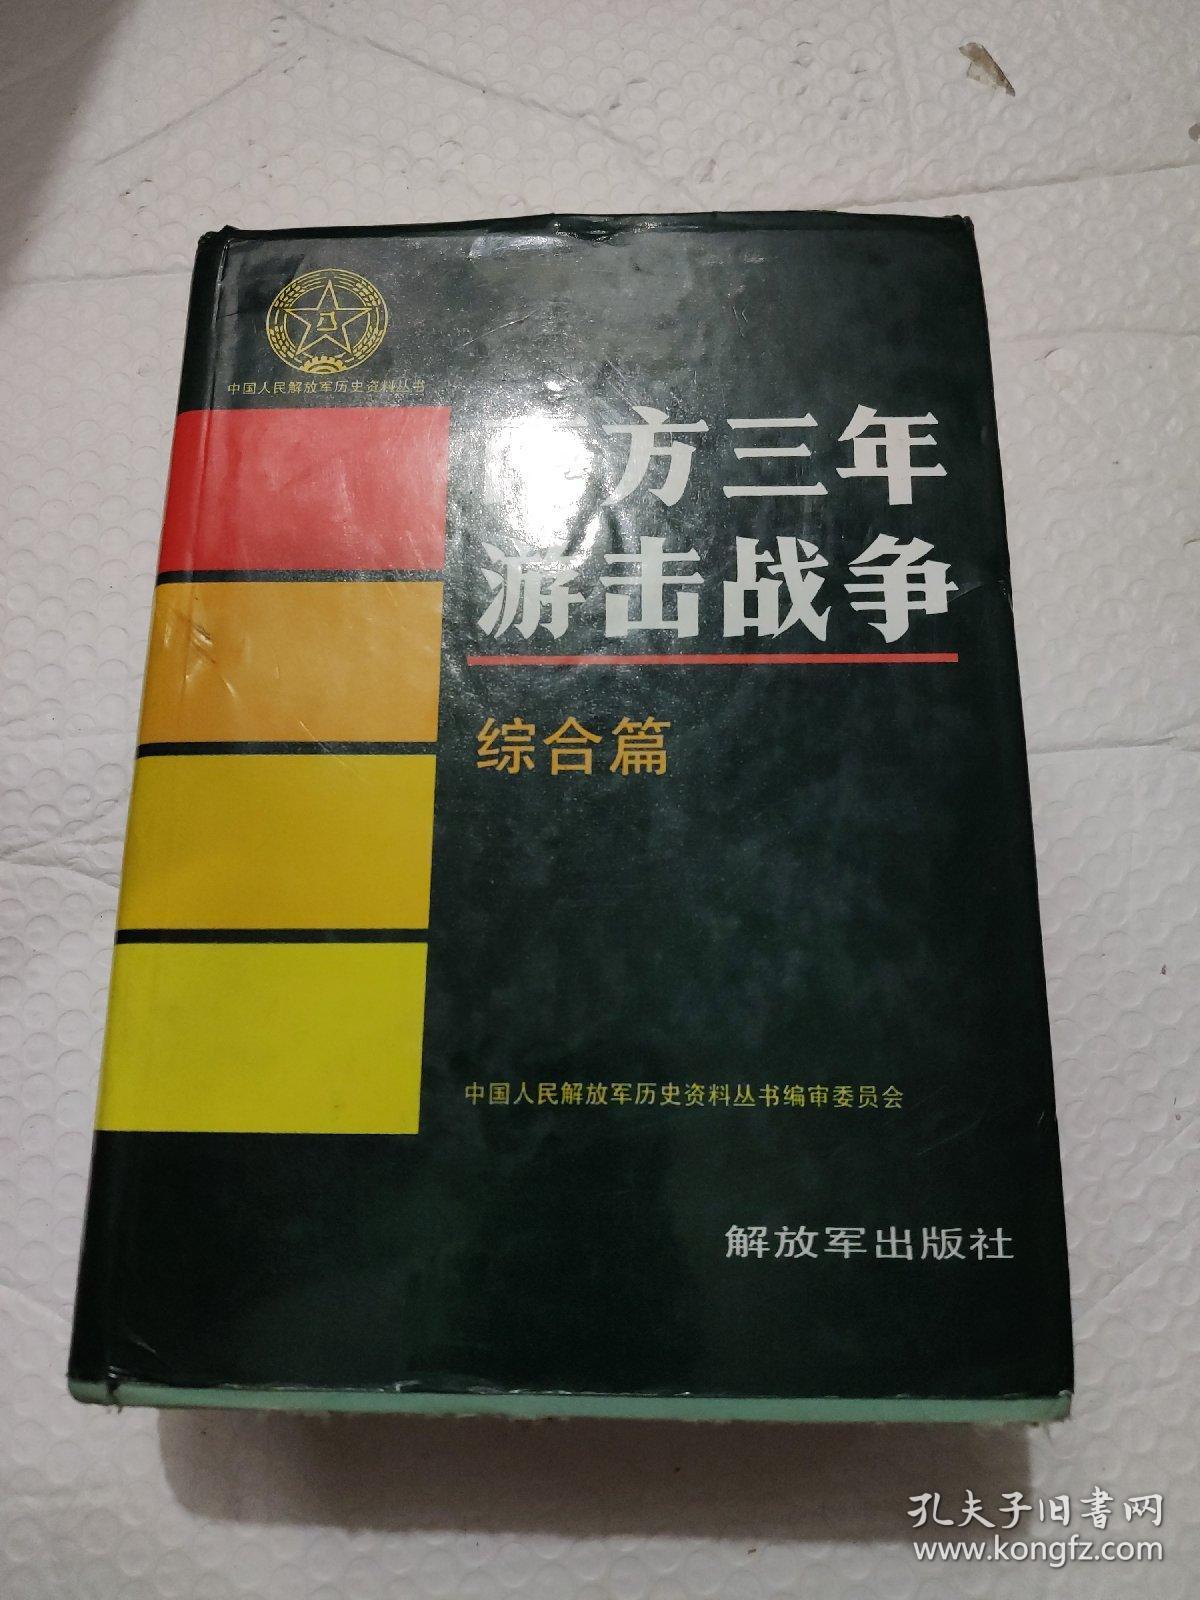 中国人民解放军历史资料丛书
方三年
游击战争
综合篇
中国人民解放军历史资料丛书编审委员会
解放军出版社
孔夫子旧書网
www.kongfz.com